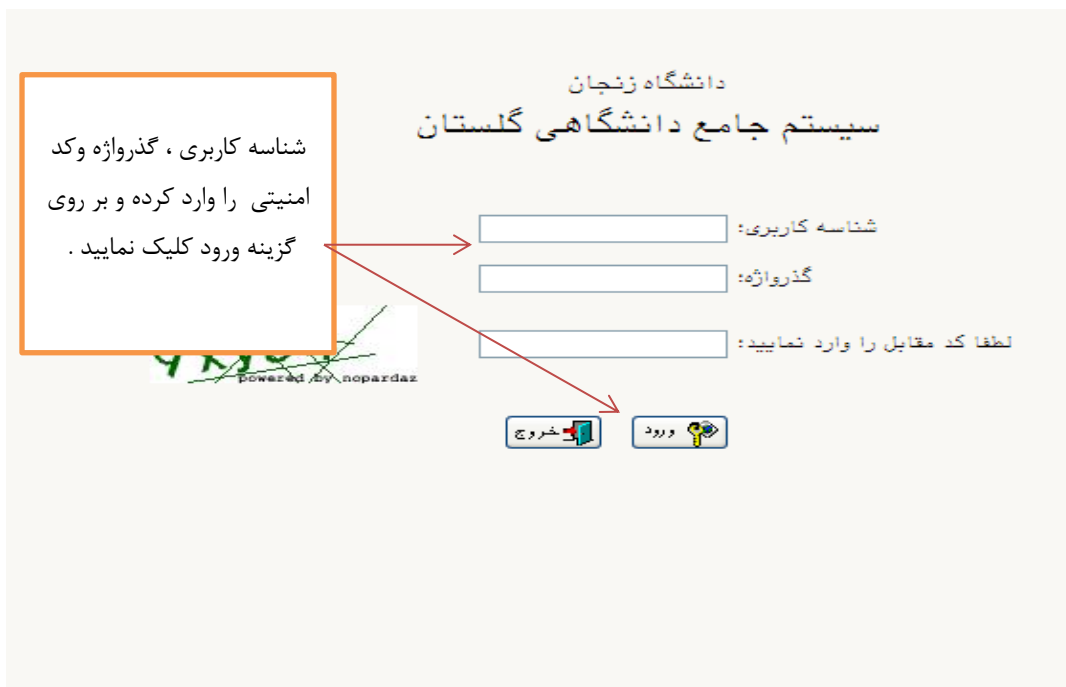 دانشگاه زنجان
سیستم جامع دانشگاهی گلستان
شناسه کاربری ، گذرواژه وکد
امنیتی را وارد کرده و بر روی
گزینه ورود کلیک نمایید .
شناسه کاربری:
گذرواژه:
لطفا کد مقابل را وارد نمایید:
powered by nopardaz
ورود
خروج